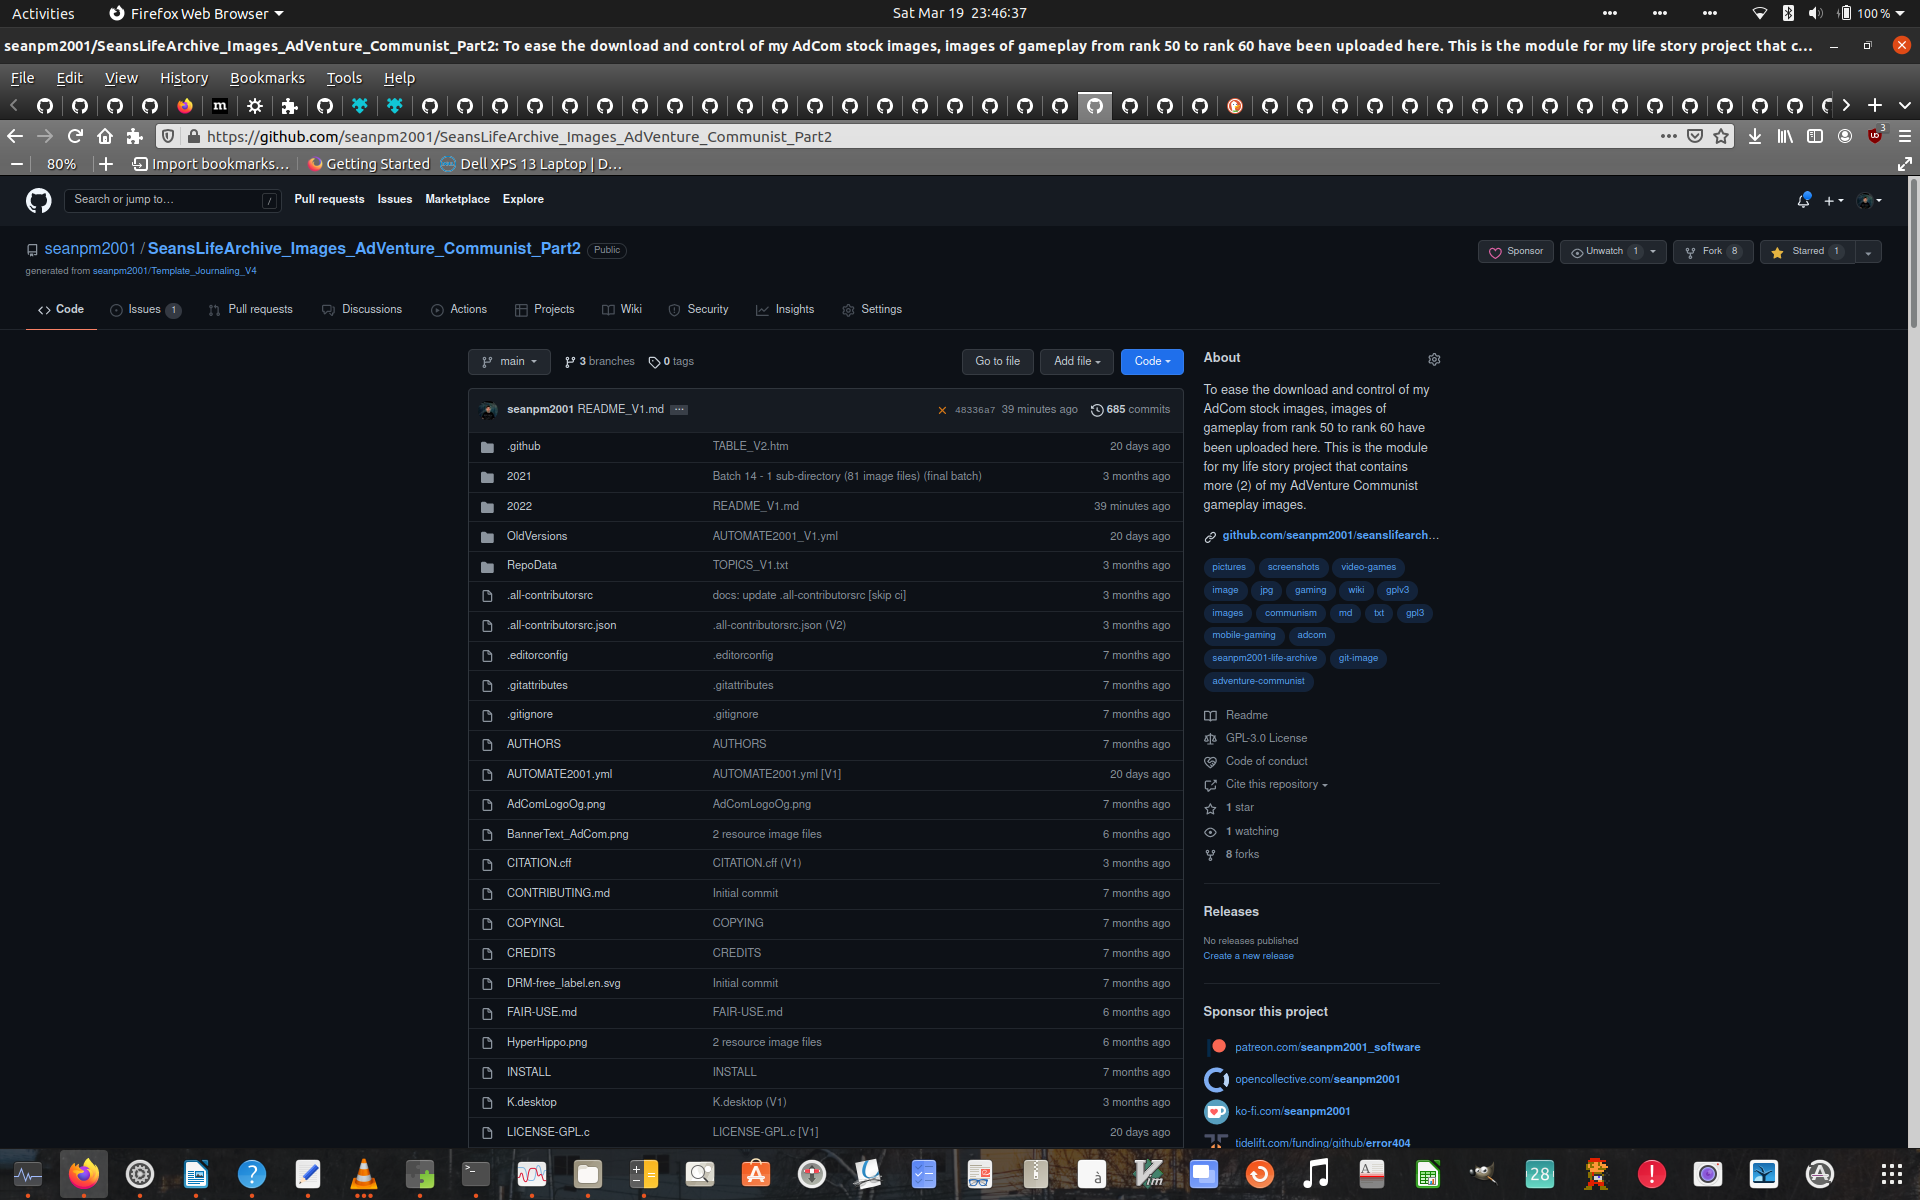 Activities
Firefox Web Browser
Sat Mar 19 23:46:37
100 %
seanpm2001/SeansLifeArchive_Images_AdVenture_Communist_Part2: To ease the download and control of my AdCom stock images, images of gameplay from rank 50 to rank 60 have been uploaded here. This is the module for my life story project that c...
File Edit View History Bookmarks Tools Help
https://github.com/seanpm2001/SeansLifeArchive_Images_AdVenture_Communist_Part2
3
80%
Import bookmarks...
Getting Started
Dell XPS 13 Laptop | D...
Search or jump to...
/
Pull requests
Issues
Marketplace
Explore
seanpm2001 / SeansLifeArchive_Images_AdVenture_Communist_Part2
Public
generated from seanpm2001/Template_Journaling_V4
Sponsor
Unwatch 1
Fork 8
Starred 1
Code
Issues 1
Pull requests
Discussions
Actions
Projects
Wiki
Security
Insights
Settings
main
3 branches
0 tags
Go to file
Add file
Code
seanpm2001 README_V1.md
48336a7 39 minutes ago
685 commits
.github TABLE_V2.htm 20 days ago
2021 Batch 14 - 1 sub-directory (81 image files) (final batch) 3 months ago
2022 README_V1.md 39 minutes ago
OldVersions AUTOMATE2001_V1.yml 20 days ago
RepoData TOPICS_V1.txt 3 months ago
.all-contributorsrc docs: update .all-contributorsrc [skip ci] 3 months ago
.all-contributorsrc.json .all-contributorsrc.json (V2) 3 months ago
.editorconfig .editorconfig 7 months ago
.gitattributes .gitattributes 7 months ago
.gitignore .gitignore 7 months ago
AUTHORS AUTHORS 7 months ago
AUTOMATE2001.yml AUTOMATE2001.yml [V1] 20 days ago
AdComLogoOg.png AdComLogoOg.png 7 months ago
BannerText_AdCom.png 2 resource image files 6 months ago
CITATION.cff CITATION.cff (V1) 3 months ago
CONTRIBUTING.md Initial commit 7 months ago
COPYINGL COPYING 7 months ago
CREDITS CREDITS 7 months ago
DRM-free_label.en.svg Initial commit 7 months ago
FAIR-USE.md FAIR-USE.md 6 months ago
HyperHippo.png 2 resource image files 6 months ago
INSTALL INSTALL 7 months ago
K.desktop K.desktop (V1) 3 months ago
LICENSE-GPL.c LICENSE-GPL.c [V1] 20 days ago
About
To ease the download and control of my
AdCom stock images, images of
gameplay from rank 50 to rank 60 have
been uploaded here. This is the module
for my life story project that contains
more (2) of my AdVenture Communist
gameplay images.
github.com/seanpm2001/seanslifearch...
pictures screenshots video-games
image jpg gaming wiki gplv3
images communism md txt gpl3
mobile-gaming adcom
seanpm2001-life-archive git-image
adventure-communist
Readme
GPL-3.0 License
Code of conduct
Cite this repository
1 star
1 watching
8 forks
Releases
No releases published
Create a new release
Sponsor this project
patreon.com/seanpm2001_software
opencollective.com/seanpm2001
ko-fi.com/seanpm2001
tidelift.com/funding/github/error404
28